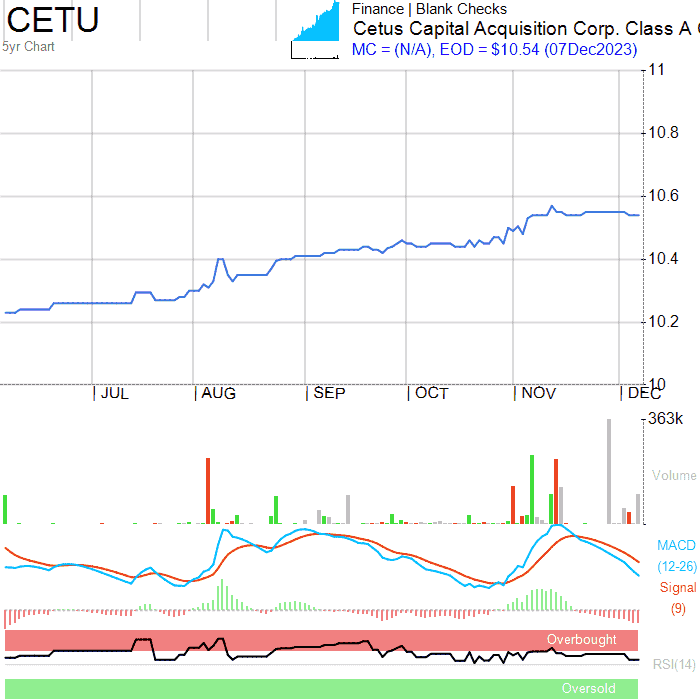 CETU
5yr Chart
Finance | Blank Checks
Cetus Capital Acquisition Corp. Class A
MC = (N/A), EOD = $10.54 (07Dec2023)
11
10.8
10.6
10.4
10.2
10
JUL AUG SEP OCT NOV DEC
363k
Volume
MACD
(12-26)
Signal
(9)
Overbought
RSI(14)
Oversold